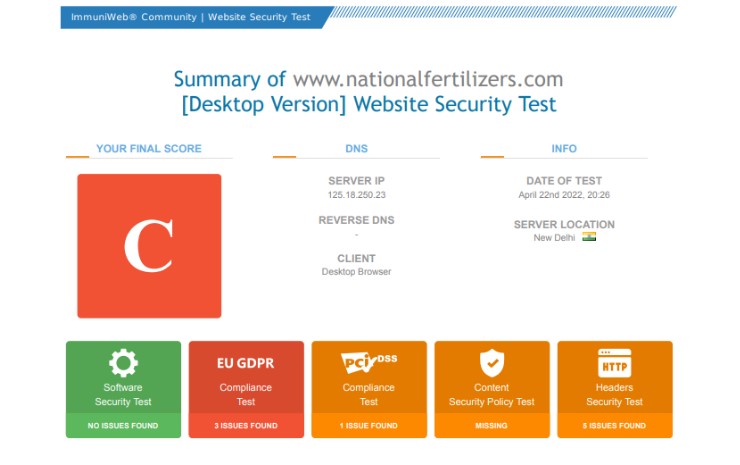 ImmuniWeb® Community | Website Security Test
Summary of www.nationalfertilizers.com
[Desktop Version] Website Security Test
YOUR FINAL SCORE
C
DNS
SERVER IP
125.18.250.23
REVERSE DNS
-
CLIENT
Desktop Browser
INFO
DATE OF TEST
April 22nd 2022, 20:26
SERVER LOCATION
New Delhi
Software
Security Test
NO ISSUES FOUND
EU GDPR
Compliance
Test
3 ISSUES FOUND
PCI DSS
Compliance
Test
1 ISSUE FOUND
Content
Security Policy Test
MISSING
HTTP
Headers
Security Test
5 ISSUES FOUND